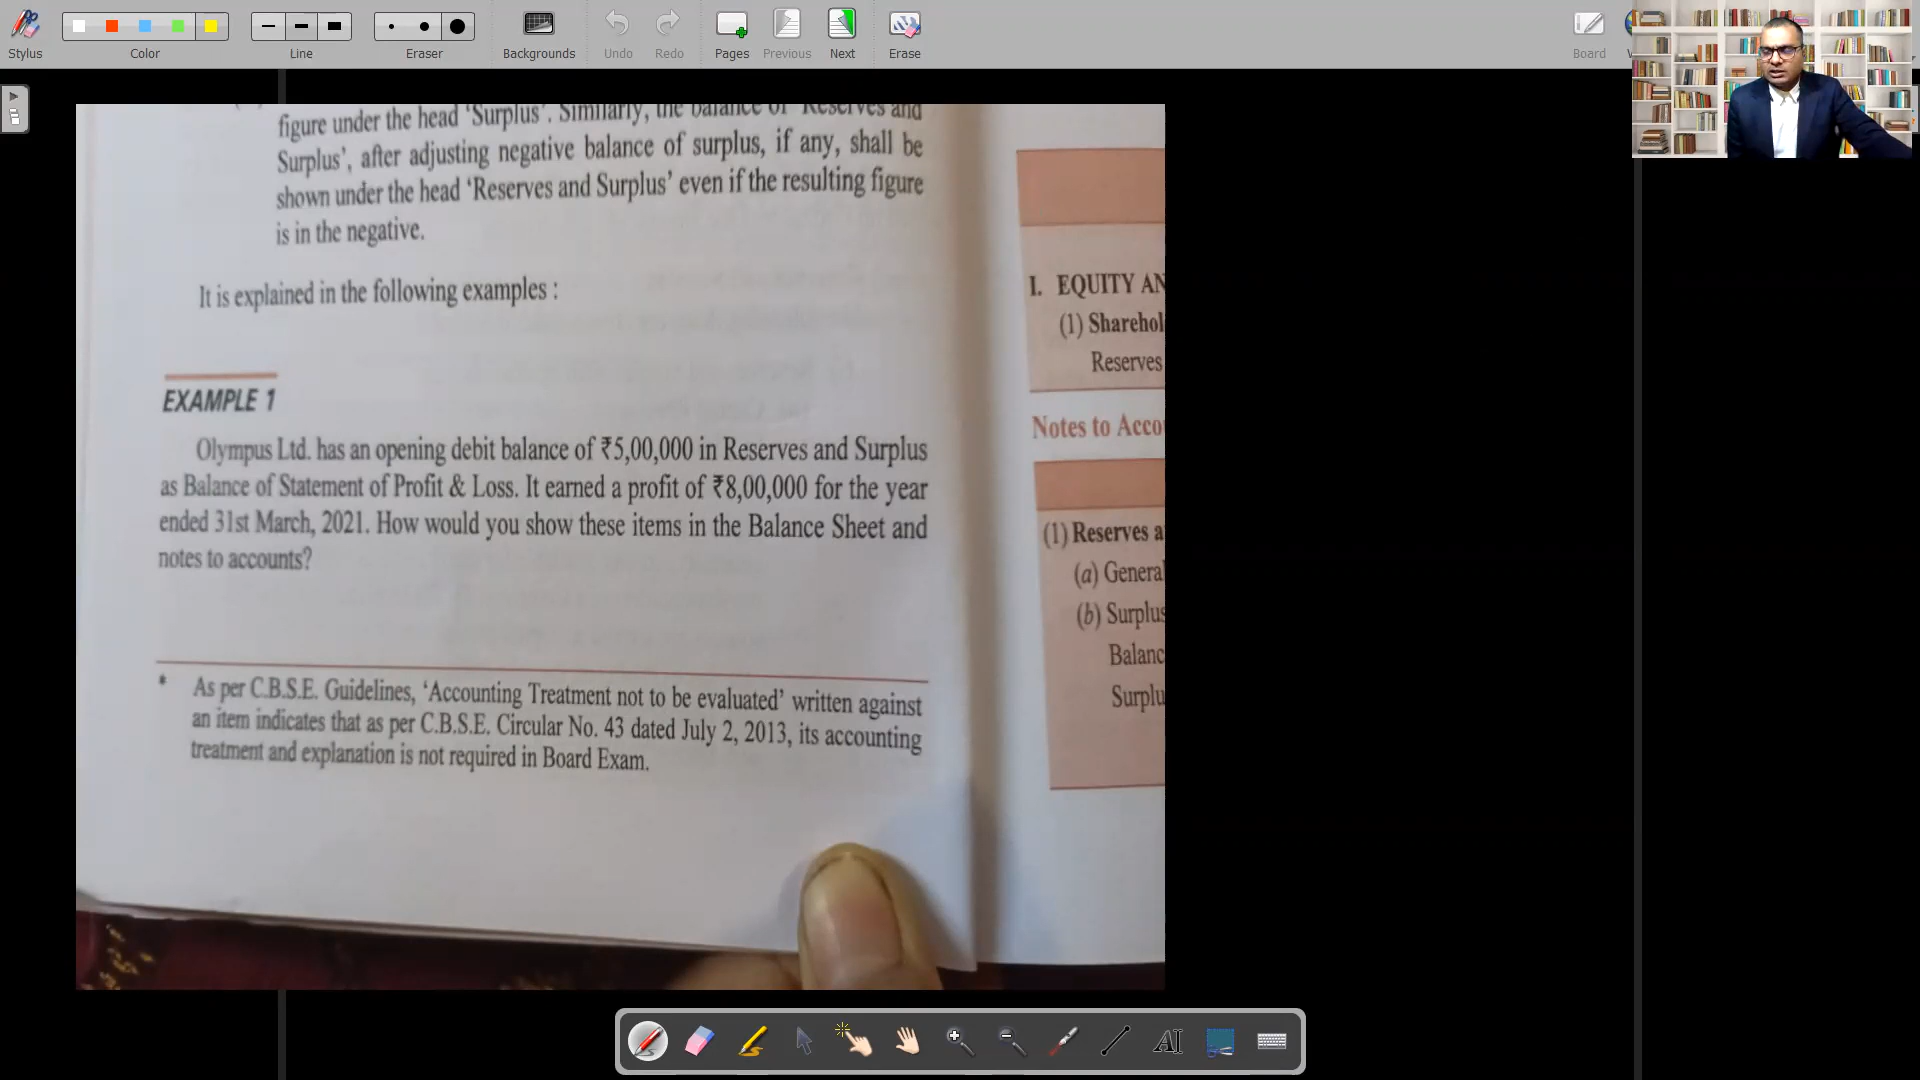 Stylus
Color
Line
Eraser
Backgrounds
Undo
Redo
Pages
Previous
Next
Erase
Board
figure under the head ‘Surplus’. Similarly, the balance of ‘Reserves and
Surplus’, after adjusting negative balance of surplus, if any, shall be
shown under the head ‘Reserves and Surplus’ even if the resulting figure
is in the negative.
It is explained in the following examples :
EXAMPLE 1
Olympus Ltd. has an opening debit balance of ₹5,00,000 in Reserves and Surplus
as Balance of Statement of Profit & Loss. It earned a profit of ₹8,00,000 for the year
ended 31st March, 2021. How would you show these items in the Balance Sheet and
notes to accounts?
* As per C.B.S.E. Guidelines, ‘Accounting Treatment not to be evaluated’ written against
an item indicates that as per C.B.S.E. Circular No. 43 dated July 2, 2013, its accounting
treatment and explanation is not required in Board Exam.
I. EQUITY AN
(1) Sharehol
Reserves
Notes to Acco
(1) Reserves a
(a) General
(b) Surplus
Balanc
Surplu
AI